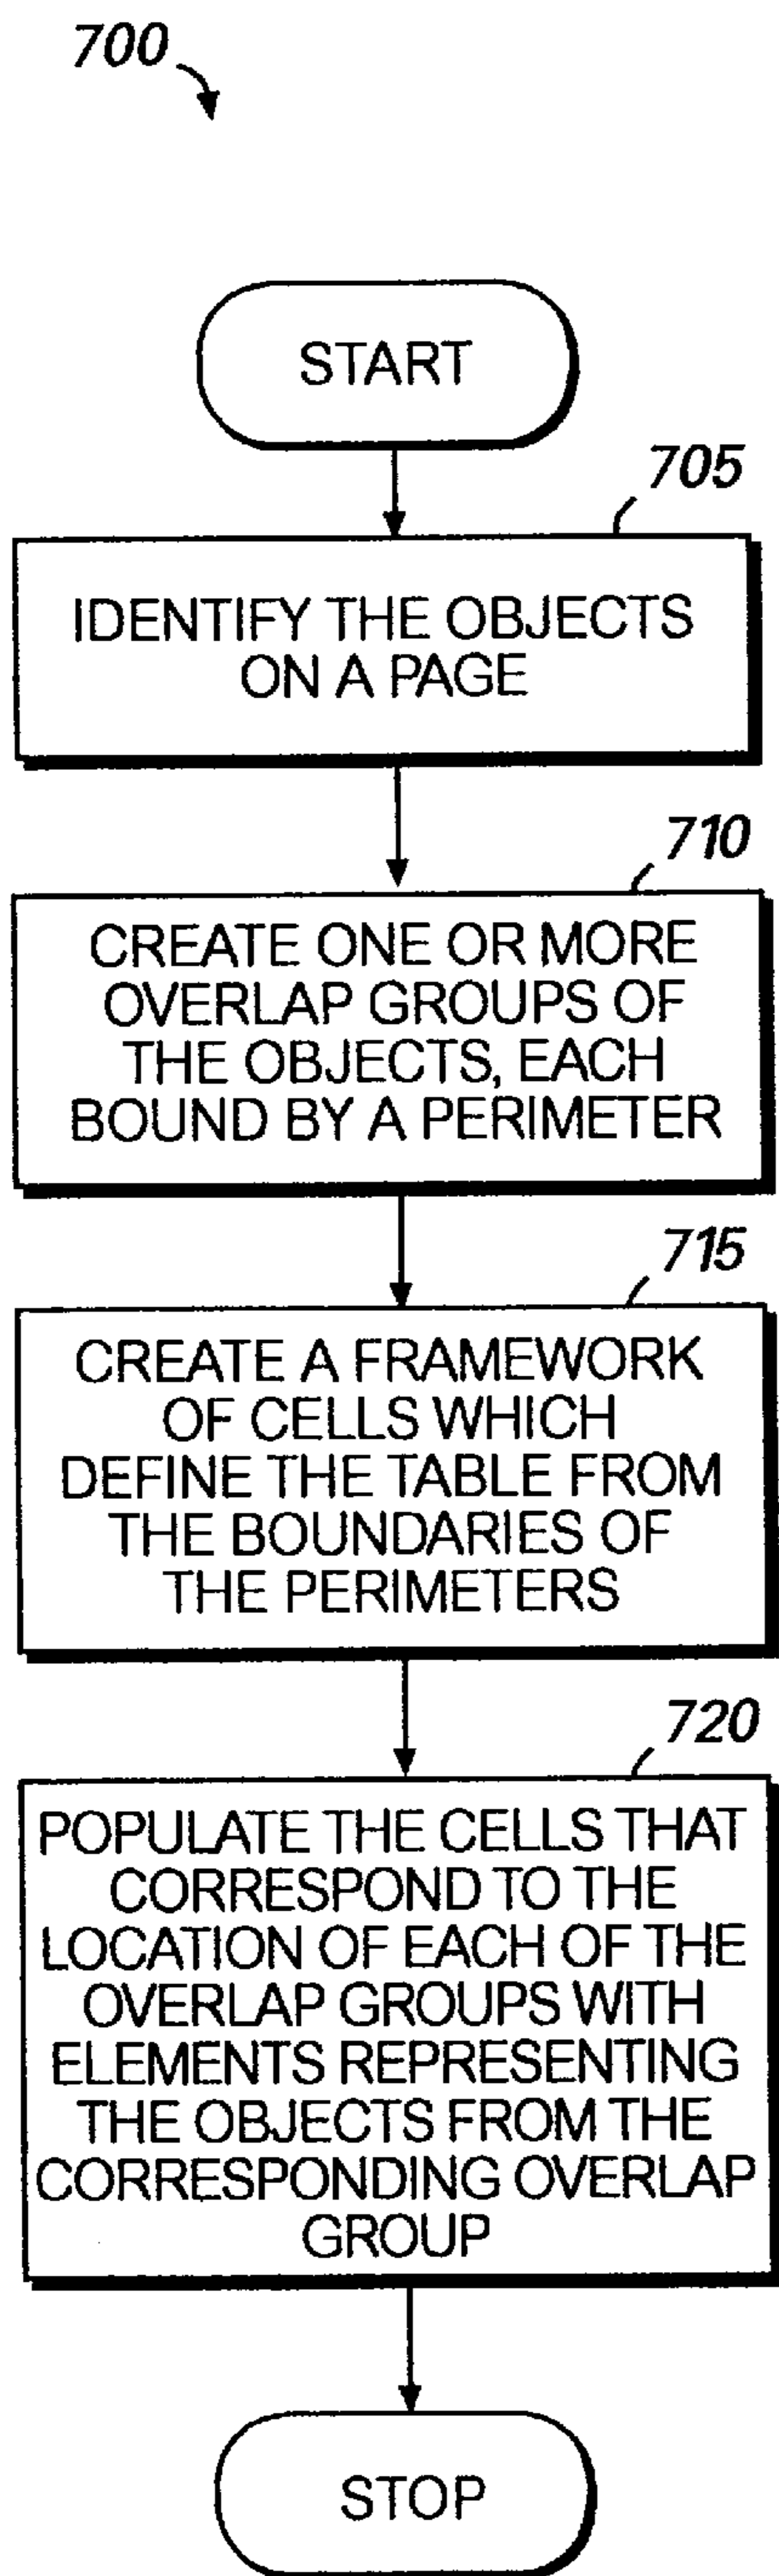 700
START
705
IDENTIFY THE OBJECTS
ON A PAGE
710
CREATE ONE OR MORE
OVERLAP GROUPS OF
THE OBJECTS, EACH
BOUND BY A PERIMETER
715
CREATE A FRAMEWORK
OF CELLS WHICH
DEFINE THE TABLE FROM
THE BOUNDARIES OF
THE PERIMETERS
720
POPULATE THE CELLS THAT
CORRESPOND TO THE
LOCATION OF EACH OF THE
OVERLAP GROUPS WITH
ELEMENTS REPRESENTING
THE OBJECTS FROM THE
CORRESPONDING OVERLAP
GROUP
STOP